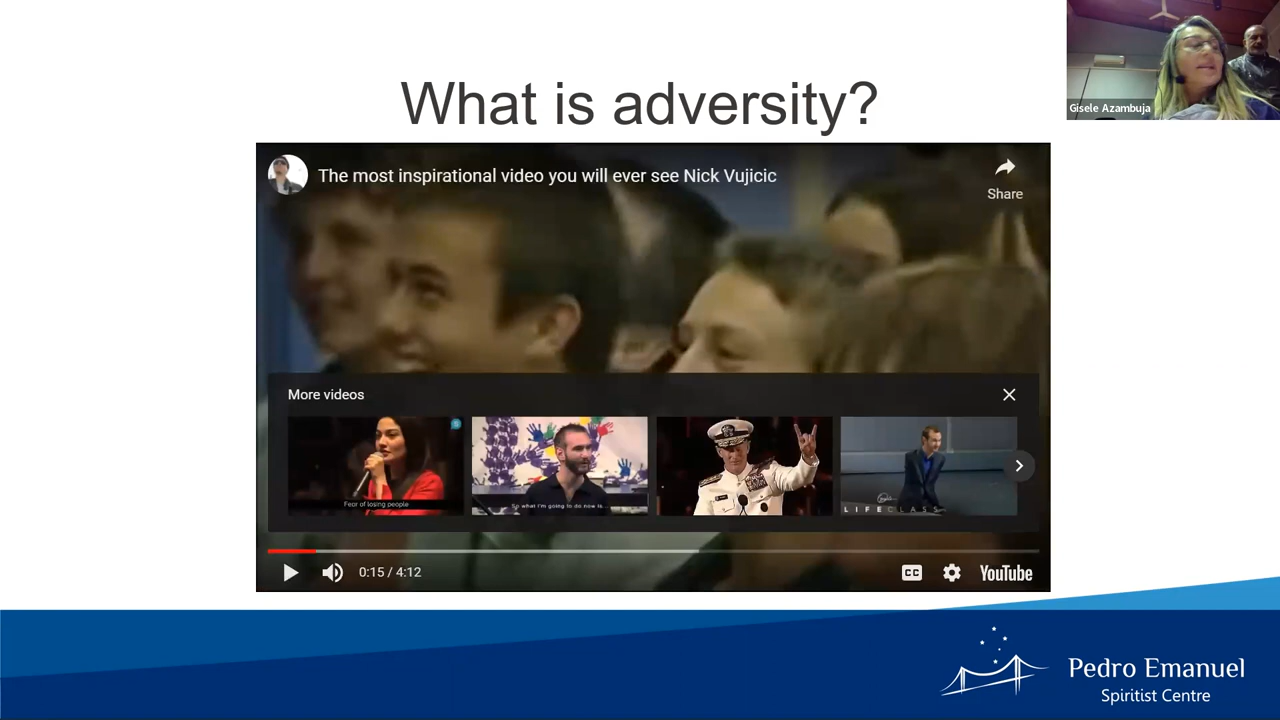 What is adversity?
Gisele Azambuja
The most inspirational video you will ever see Nick Vujicic
Share
More videos
Fear of losing people
So what I'm going to do now is...
LIFECLASS
0:15 / 4:12
CC
YouTube
Pedro Emanuel
Spiritist Centre